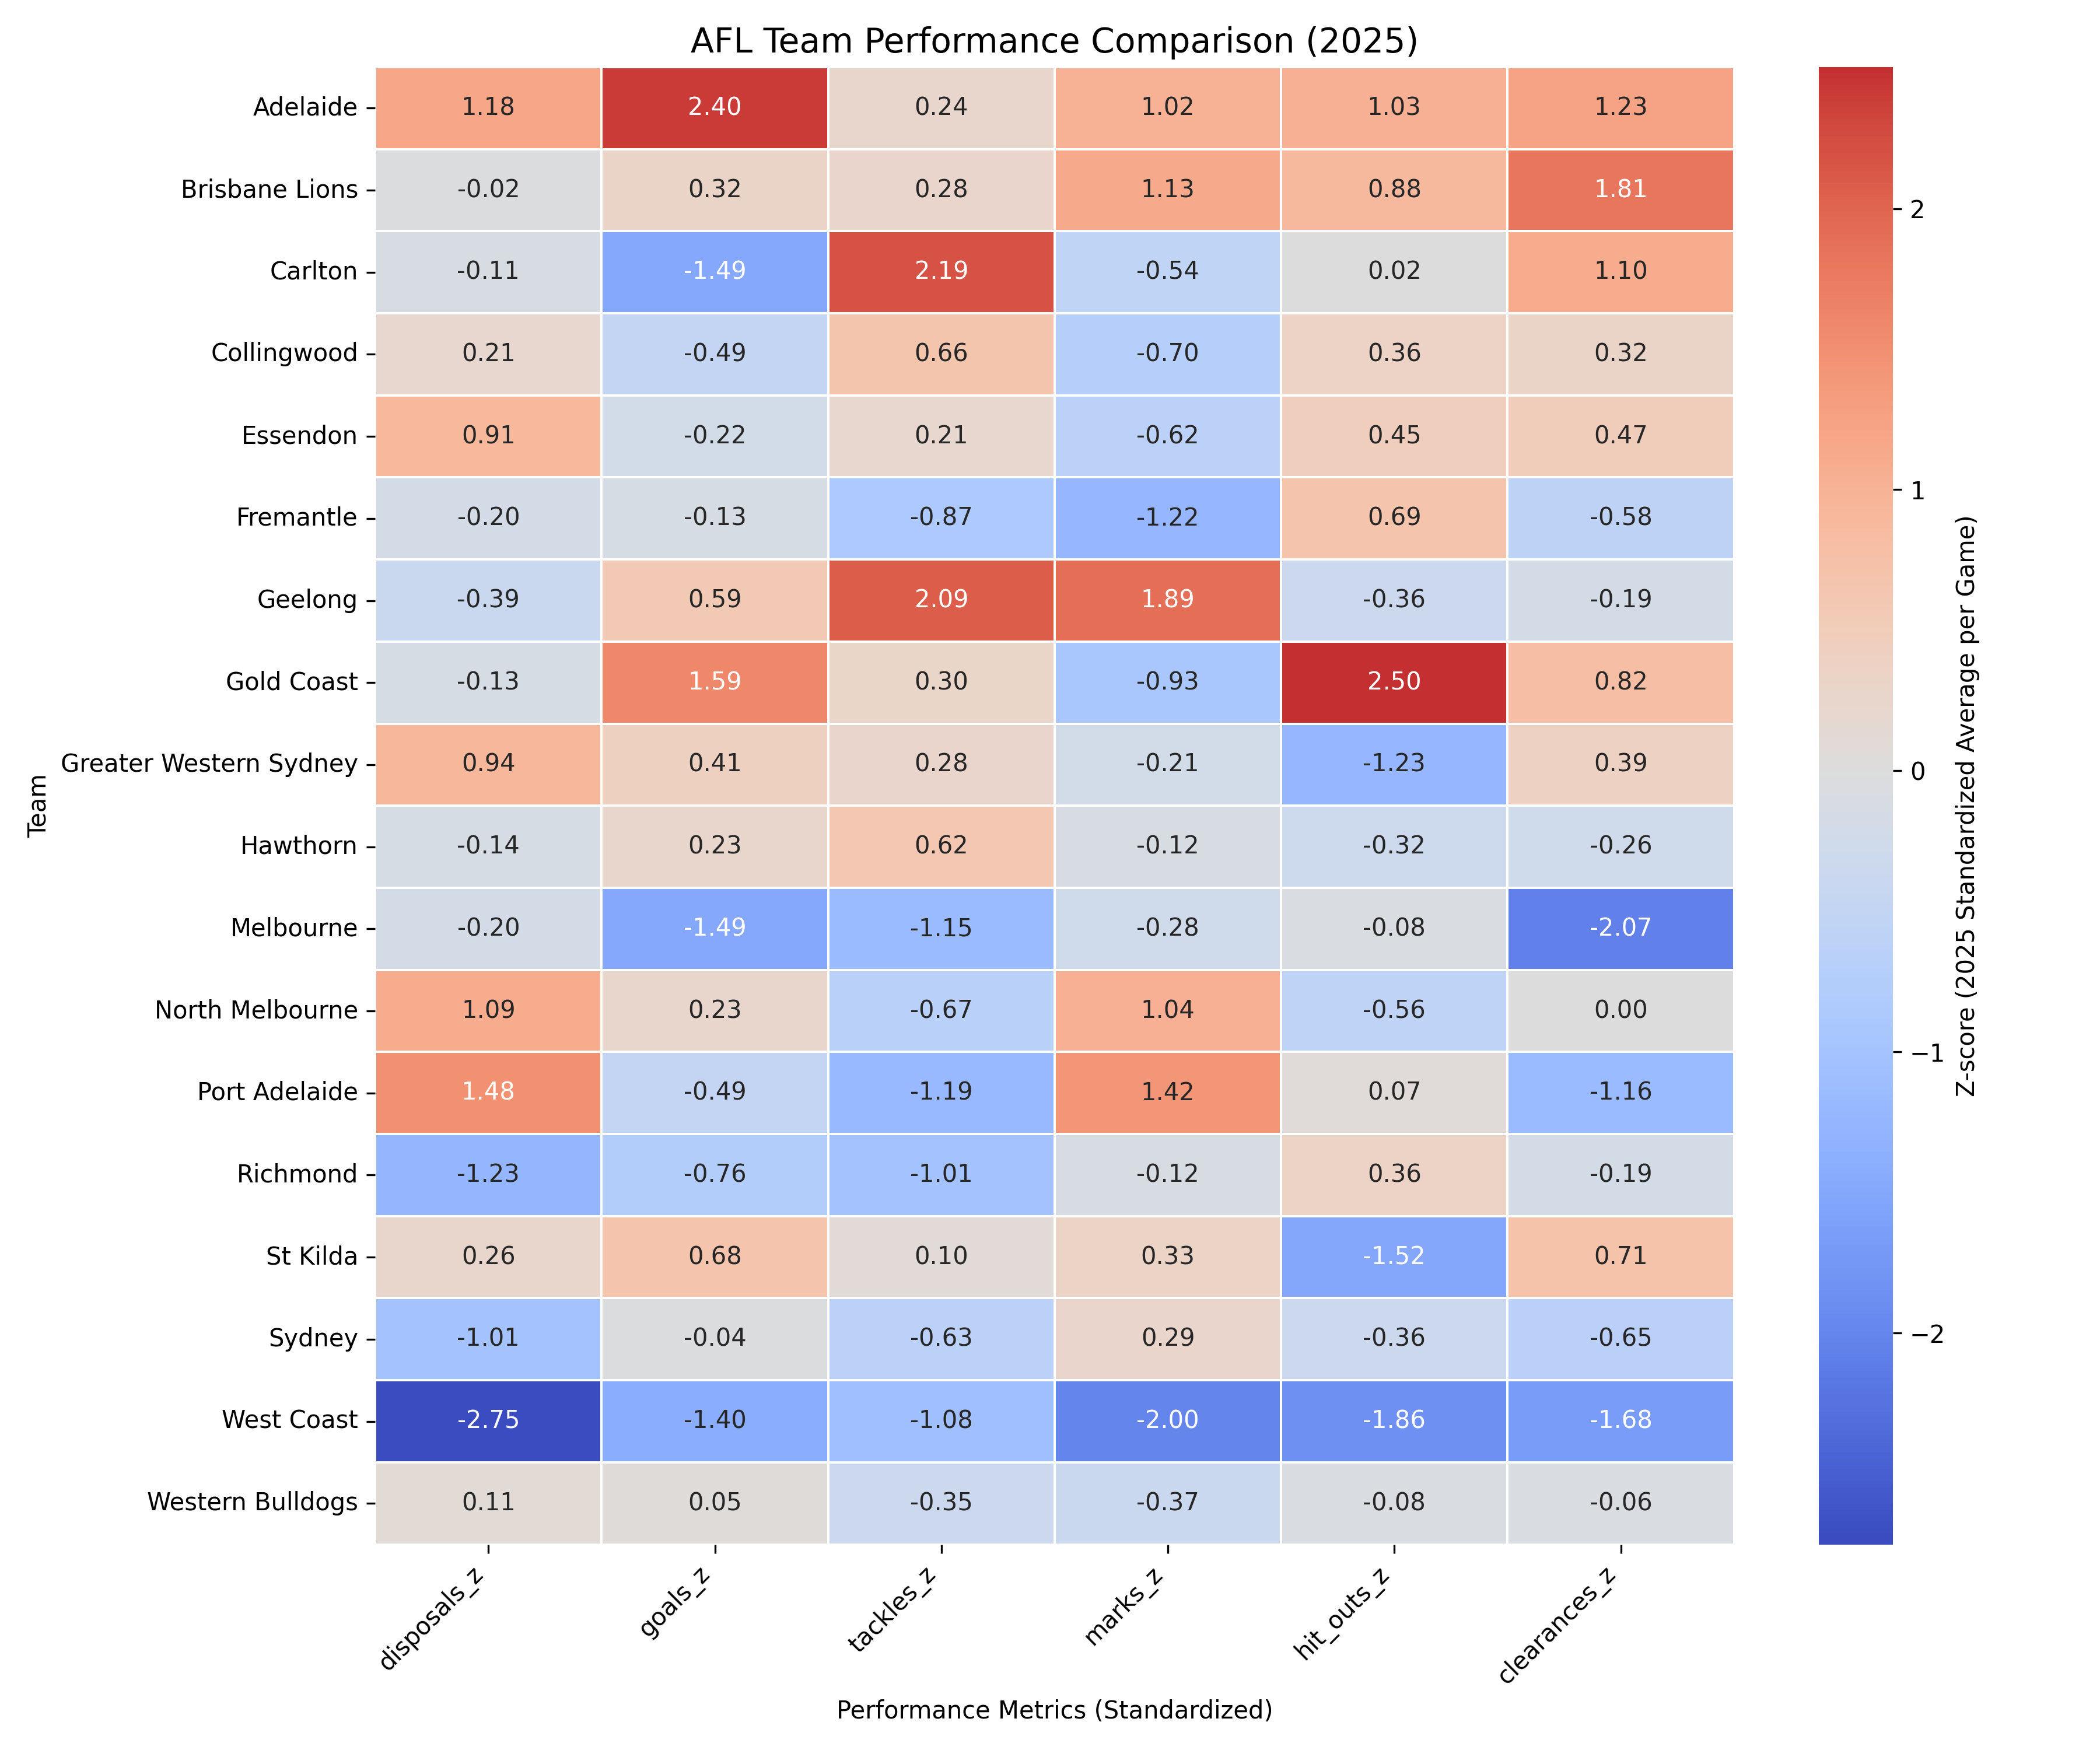 AFL Team Performance Comparison (2025)
Adelaide 1.18 2.40 0.24 1.02 1.03 1.23
Brisbane Lions -0.02 0.32 0.28 1.13 0.88 1.81
Carlton -0.11 -1.49 2.19 -0.54 0.02 1.10
Collingwood 0.21 -0.49 0.66 -0.70 0.36 0.32
Essendon 0.91 -0.22 0.21 -0.62 0.45 0.47
Fremantle -0.20 -0.13 -0.87 -1.22 0.69 -0.58
Geelong -0.39 0.59 2.09 1.89 -0.36 -0.19
Gold Coast -0.13 1.59 0.30 -0.93 2.50 0.82
Greater Western Sydney 0.94 0.41 0.28 -0.21 -1.23 0.39
Hawthorn -0.14 0.23 0.62 -0.12 -0.32 -0.26
Melbourne -0.20 -1.49 -1.15 -0.28 -0.08 -2.07
North Melbourne 1.09 0.23 -0.67 1.04 -0.56 0.00
Port Adelaide 1.48 -0.49 -1.19 1.42 0.07 -1.16
Richmond -1.23 -0.76 -1.01 -0.12 0.36 -0.19
St Kilda 0.26 0.68 0.10 0.33 -1.52 0.71
Sydney -1.01 -0.04 -0.63 0.29 -0.36 -0.65
West Coast -2.75 -1.40 -1.08 -2.00 -1.86 -1.68
Western Bulldogs 0.11 0.05 -0.35 -0.37 -0.08 -0.06
disposals_z goals_z tackles_z marks_z hit_outs_z clearances_z
Performance Metrics (Standardized)
Team
2
1
0
−1
−2
Z-score (2025 Standardized Average per Game)